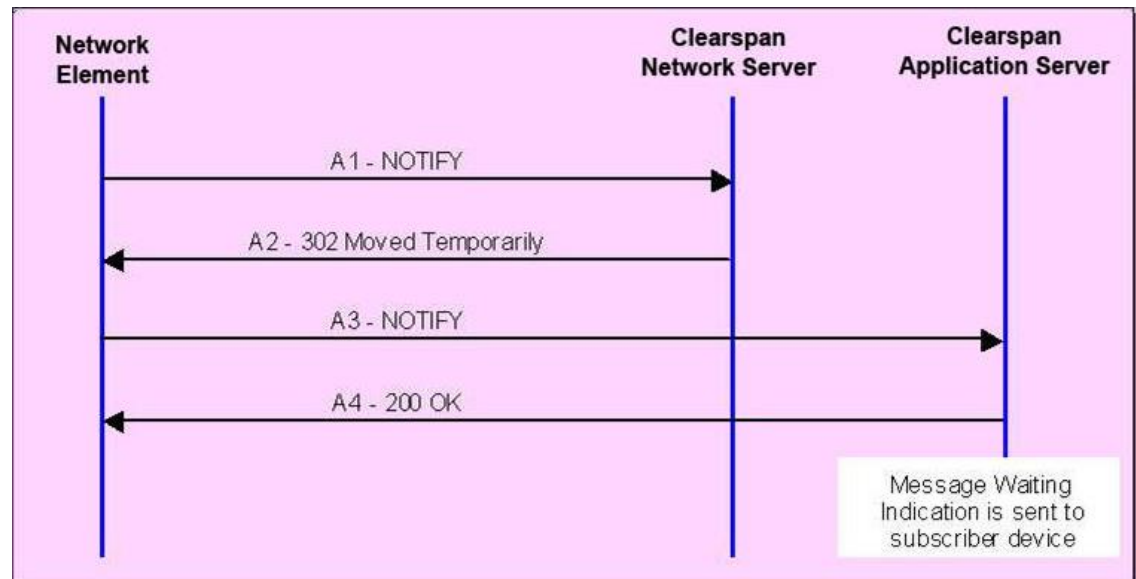 Network
Element
Clearspan
Network Server
Clearspan
Application Server
A1 - NOTIFY
A2 - 302 Moved Temporarily
A3 - NOTIFY
A4 - 200 OK
Message Waiting
Indication is sent to
subscriber device